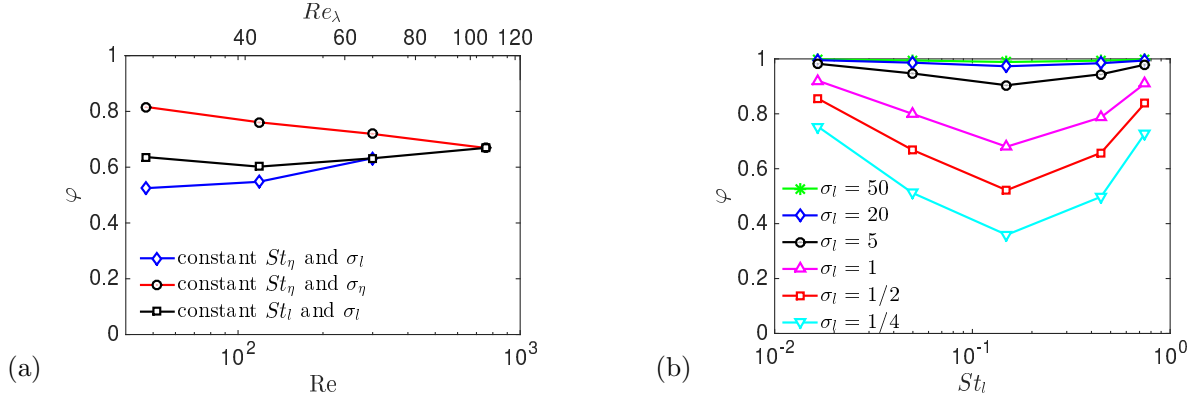 Re_λ
40 60 80 100 120
1
0.8
0.6
0.4
0.2
0
φ
constant St_η and σ_l
constant St_η and σ_η
constant St_l and σ_l
10^2 10^3
Re
(a)
1
0.8
0.6
0.4
0.2
0
φ
σ_l = 50
σ_l = 20
σ_l = 5
σ_l = 1
σ_l = 1/2
σ_l = 1/4
10^-2 10^-1 10^0
St_l
(b)